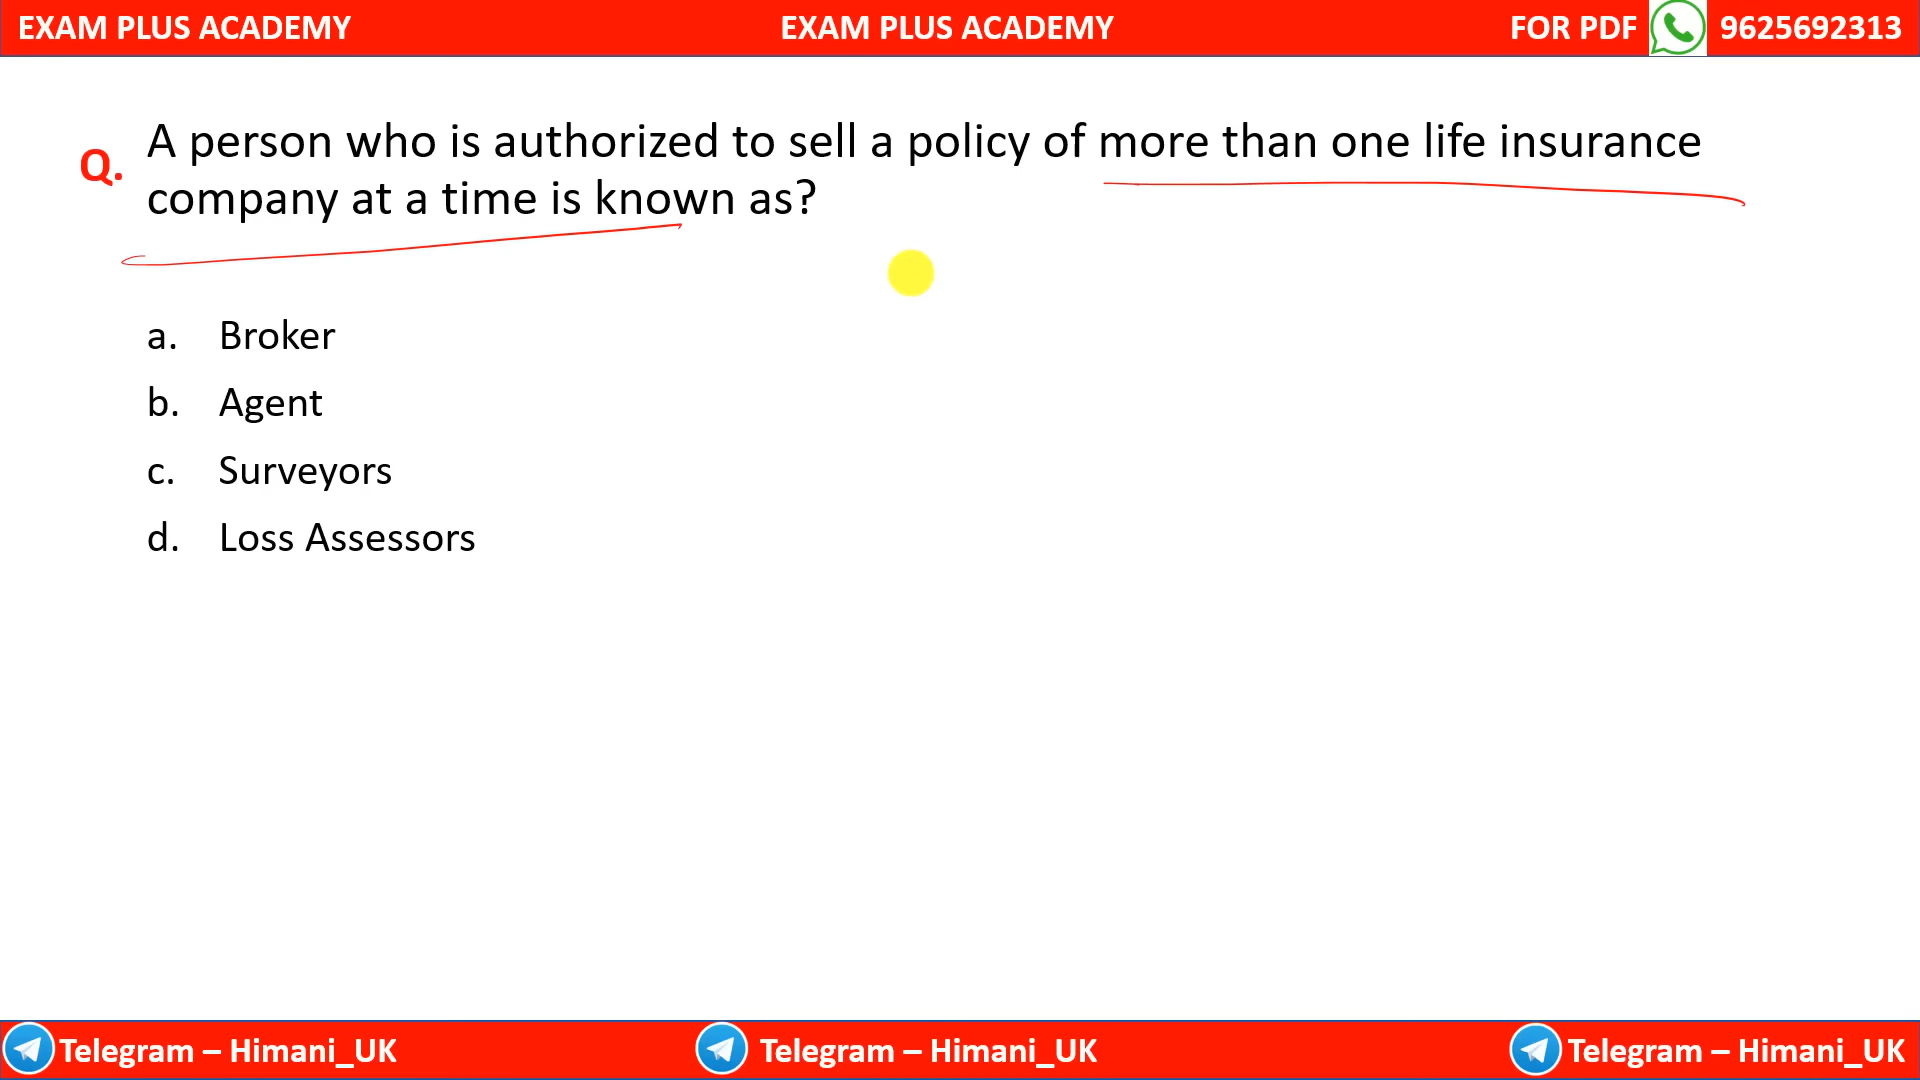 EXAM PLUS ACADEMY EXAM PLUS ACADEMY FOR PDF 9625692313
Q. A person who is authorized to sell a policy of more than one life insurance
company at a time is known as?
a. Broker
b. Agent
c. Surveyors
d. Loss Assessors
Telegram – Himani_UK Telegram – Himani_UK Telegram – Himani_UK